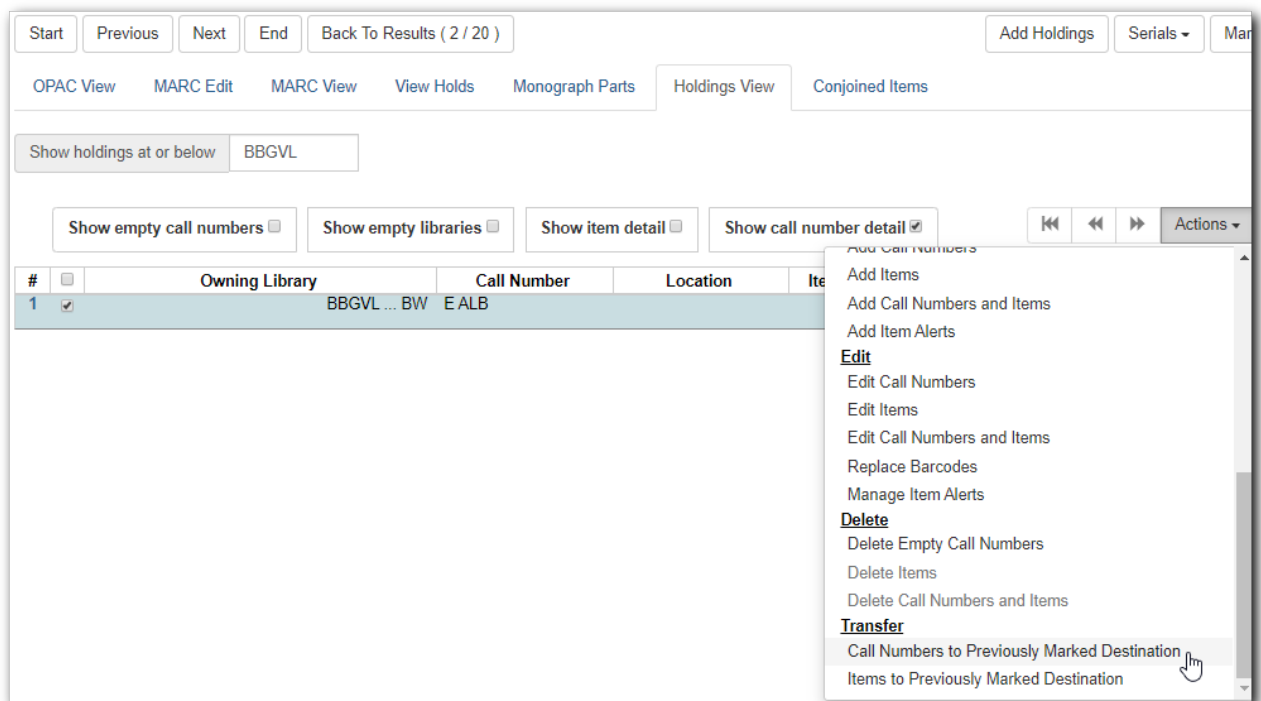 Start Previous Next End Back To Results ( 2 / 20 ) Add Holdings Serials Mar
OPAC View MARC Edit MARC View View Holds Monograph Parts Holdings View Conjoined Items
Show holdings at or below BBGVL
Show empty call numbers Show empty libraries Show item detail Show call number detail Actions
Add Call Numbers
# Owning Library Call Number Location Ite
1 BBGVL ... BW E ALB
Add Items
Add Call Numbers and Items
Add Item Alerts
Edit
Edit Call Numbers
Edit Items
Edit Call Numbers and Items
Replace Barcodes
Manage Item Alerts
Delete
Delete Empty Call Numbers
Delete Items
Delete Call Numbers and Items
Transfer
Call Numbers to Previously Marked Destination
Items to Previously Marked Destination